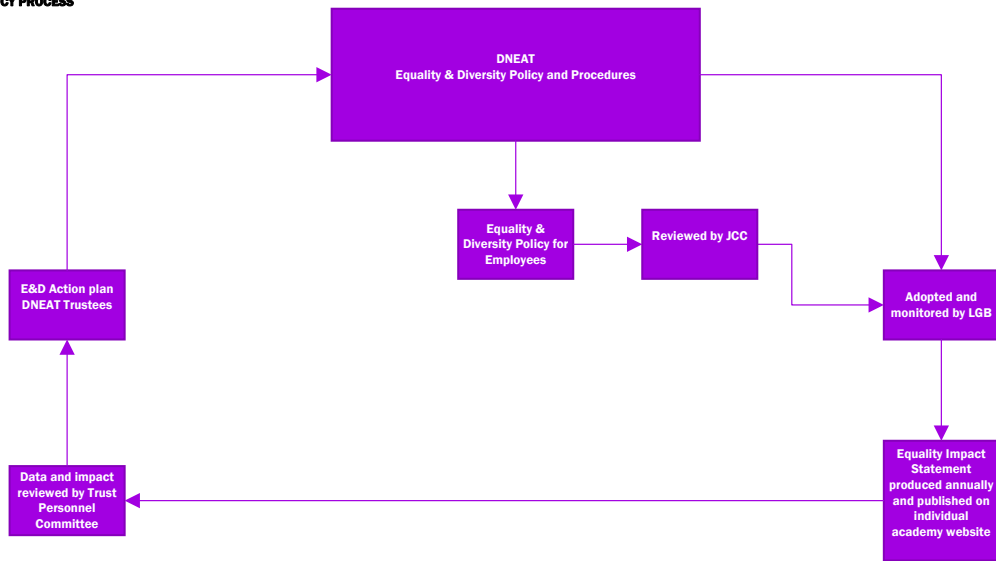 PROCESS
DNEAT
Equality & Diversity Policy and Procedures
Equality &
Diversity Policy for
Employees
Reviewed by JCC
E&D Action plan
DNEAT Trustees
Adopted and
monitored by LGB
Equality Impact
Statement
produced annually
and published on
individual
academy website
Data and impact
reviewed by Trust
Personnel
Committee